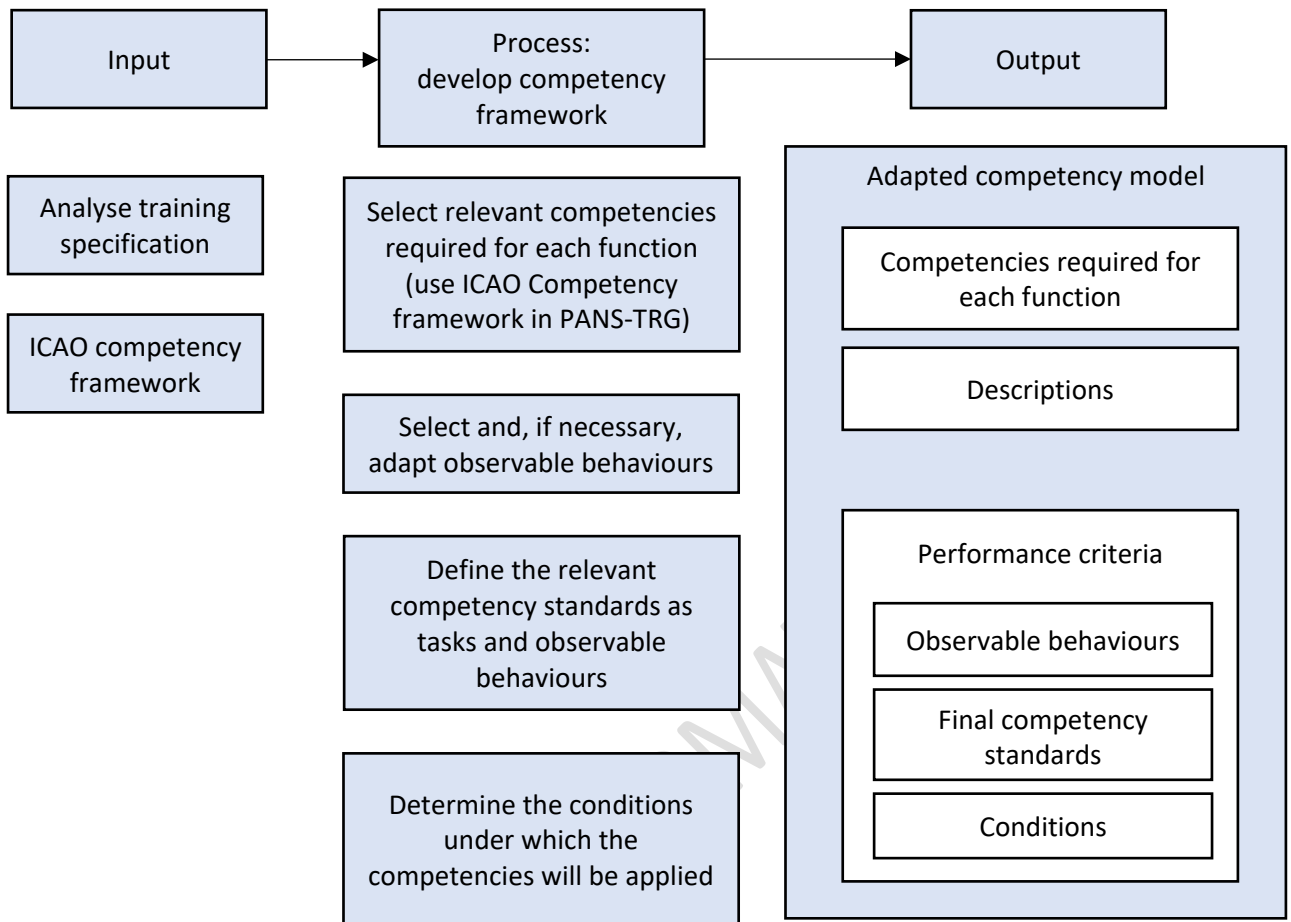 Input
Process:
develop competency
framework
Output
Analyse training
specification
ICAO competency
framework
Select relevant competencies
required for each function
(use ICAO Competency
framework in PANS-TRG)
Select and, if necessary,
adapt observable behaviours
Define the relevant
competency standards as
tasks and observable
behaviours
Determine the conditions
under which the
competencies will be applied
Adapted competency model
Competencies required for
each function
Descriptions
Performance criteria
Observable behaviours
Final competency
standards
Conditions